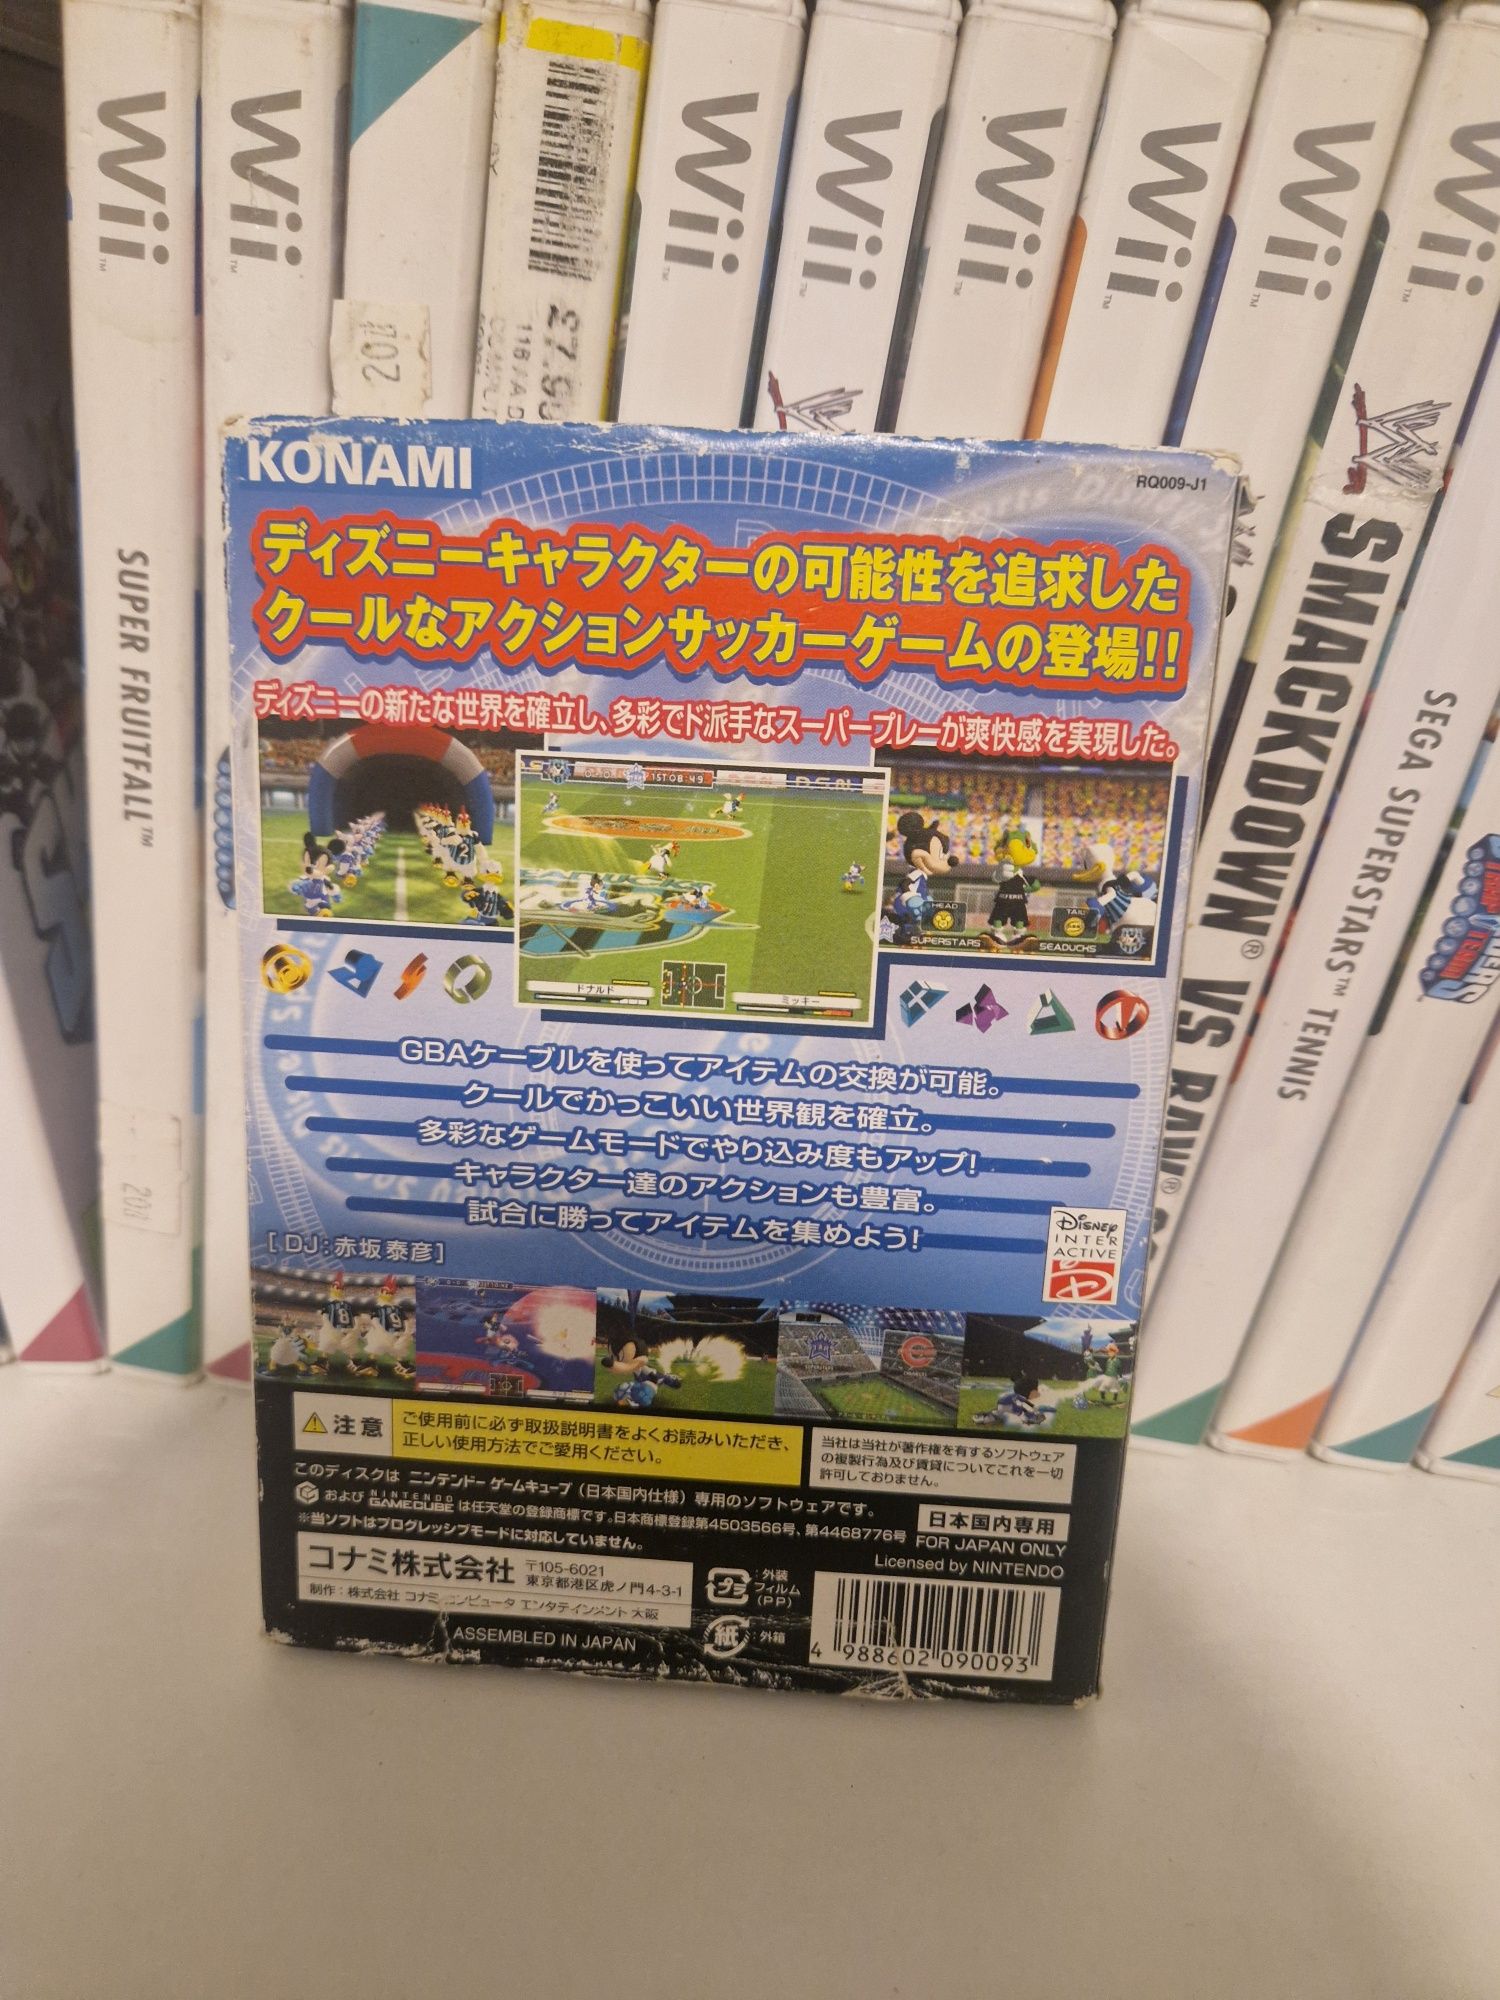 Wii
Wii
Wii
Wii
Wii
Wii
Wii
Wii
20
£7.
SUPER FRUITFALL™
SMACKDOWN® VS RAW®
SEGA SUPERSTARS™ TENNIS
KONAMI
RQ009-J1
ディズニーキャラクターの可能性を追求した
クールなアクションサッカーゲームの登場!!
ディズニーの新たな世界を確立し、多彩でド派手なスーパープレーが爽快感を実現した。
1ST 08:49
ドナルド
ミッキー
HEAD
SUPERSTARS
TAIL
SEADUCKS
GBAケーブルを使ってアイテムの交換が可能。
クールでかっこいい世界観を確立。
多彩なゲームモードでやり込み度もアップ!
キャラクター達のアクションも豊富。
試合に勝ってアイテムを集めよう!
[DJ:赤坂泰彦]
DISNEY
INTER
ACTIVE
注意
ご使用前に必ず取扱説明書をよくお読みいただき、
正しい使用方法でご愛用ください。
当社は当社が著作権を有するソフトウェア
の複製行為及び賃貸についてこれを一切
許可しておりません。
このディスクは ニンテンドー ゲームキューブ(日本国内仕様)専用のソフトウェアです。
および NINTENDO GAMECUBE は任天堂の登録商標です。日本商標登録第4503566号、第4468776号
※当ソフトはプログレッシブモードに対応していません。
日本国内専用
FOR JAPAN ONLY
Licensed by NINTENDO
コナミ株式会社
〒105-6021
東京都港区虎ノ門4-3-1
制作:株式会社 コナミ コンピュータ エンタテインメント 大阪
ASSEMBLED IN JAPAN
プラ
:外装
フィルム
(PP)
紙
:外箱
4 988602 090093